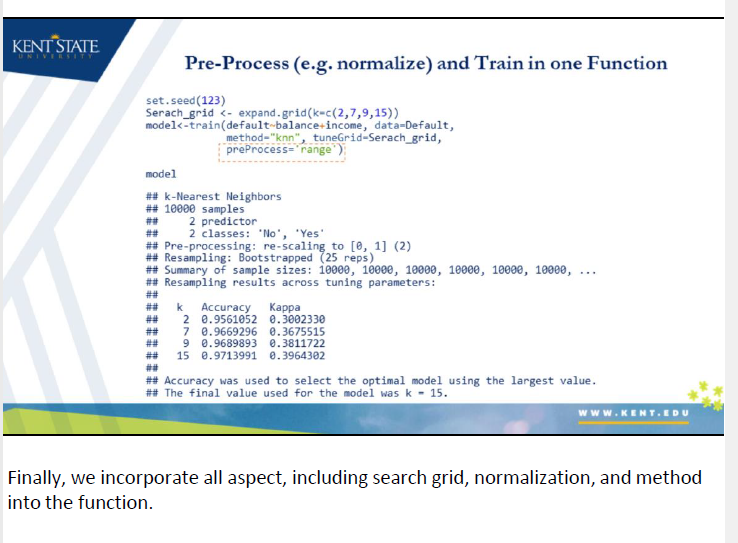 KENT STATE
UNIVERSITY
Pre-Process (e.g. normalize) and Train in one Function
set.seed(123)
Serach_grid <- expand.grid(k=c(2,7,9,15))
model<-train(default~balance+income, data=Default,
method="knn", tuneGrid=Serach_grid,
preProcess='range')
model
## k-Nearest Neighbors
## 10000 samples
## 2 predictor
## 2 classes: 'No', 'Yes'
## Pre-processing: re-scaling to [0, 1] (2)
## Resampling: Bootstrapped (25 reps)
## Summary of sample sizes: 10000, 10000, 10000, 10000, 10000, 10000, ...
## Resampling results across tuning parameters:
##
## k Accuracy Kappa
## 2 0.9561052 0.3002330
## 7 0.9669296 0.3675515
## 9 0.9689893 0.3811722
## 15 0.9713991 0.3964302
##
## Accuracy was used to select the optimal model using the largest value.
## The final value used for the model was k = 15.
WWW.KENT.EDU
Finally, we incorporate all aspect, including search grid, normalization, and method
into the function.